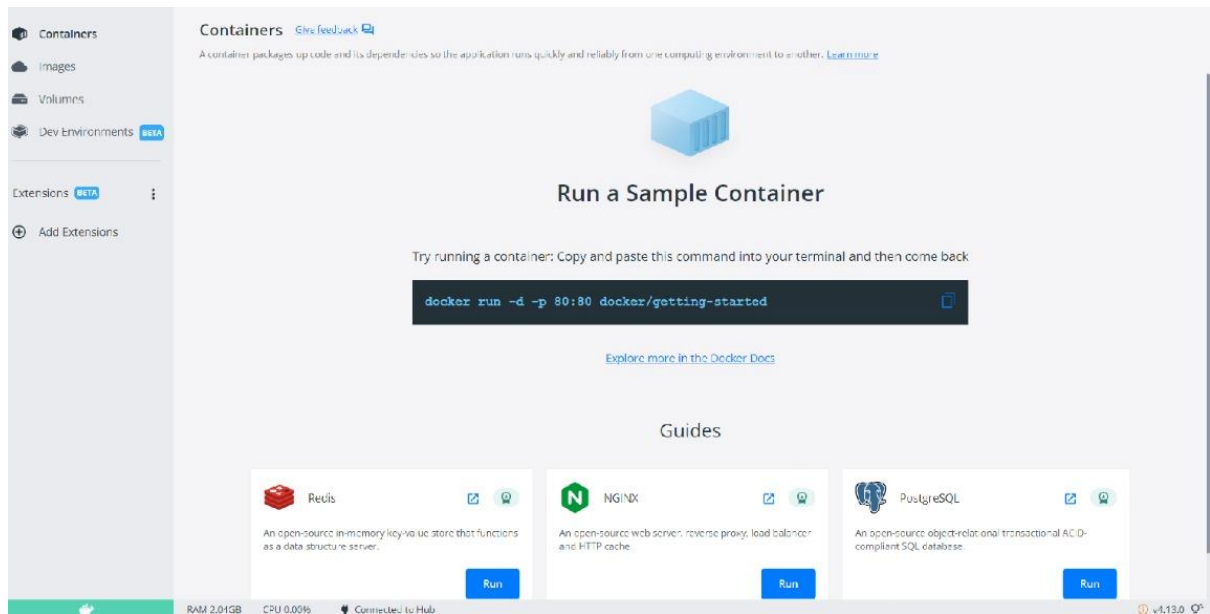 Containers
Images
Volumes
Dev Environments BETA
Extensions BETA
Add Extensions
Containers Give feedback
A container packages up code and its dependencies so the application runs quickly and reliably from one computing environment to another. Learn more
Run a Sample Container
Try running a container: Copy and paste this command into your terminal and then come back
docker run -d -p 80:80 docker/getting-started
Explore more in the Docker Docs
Guides
Redis
An open-source in-memory key-value store that functions
as a data structure server.
Run
NGINX
An open-source web server, reverse proxy, load balancer
and HTTP cache.
Run
PostgreSQL
An open-source object-relational transactional ACID-
compliant SQL database.
Run
RAM 2.01GB CPU 0.00% Connected to Hub
v4.13.0